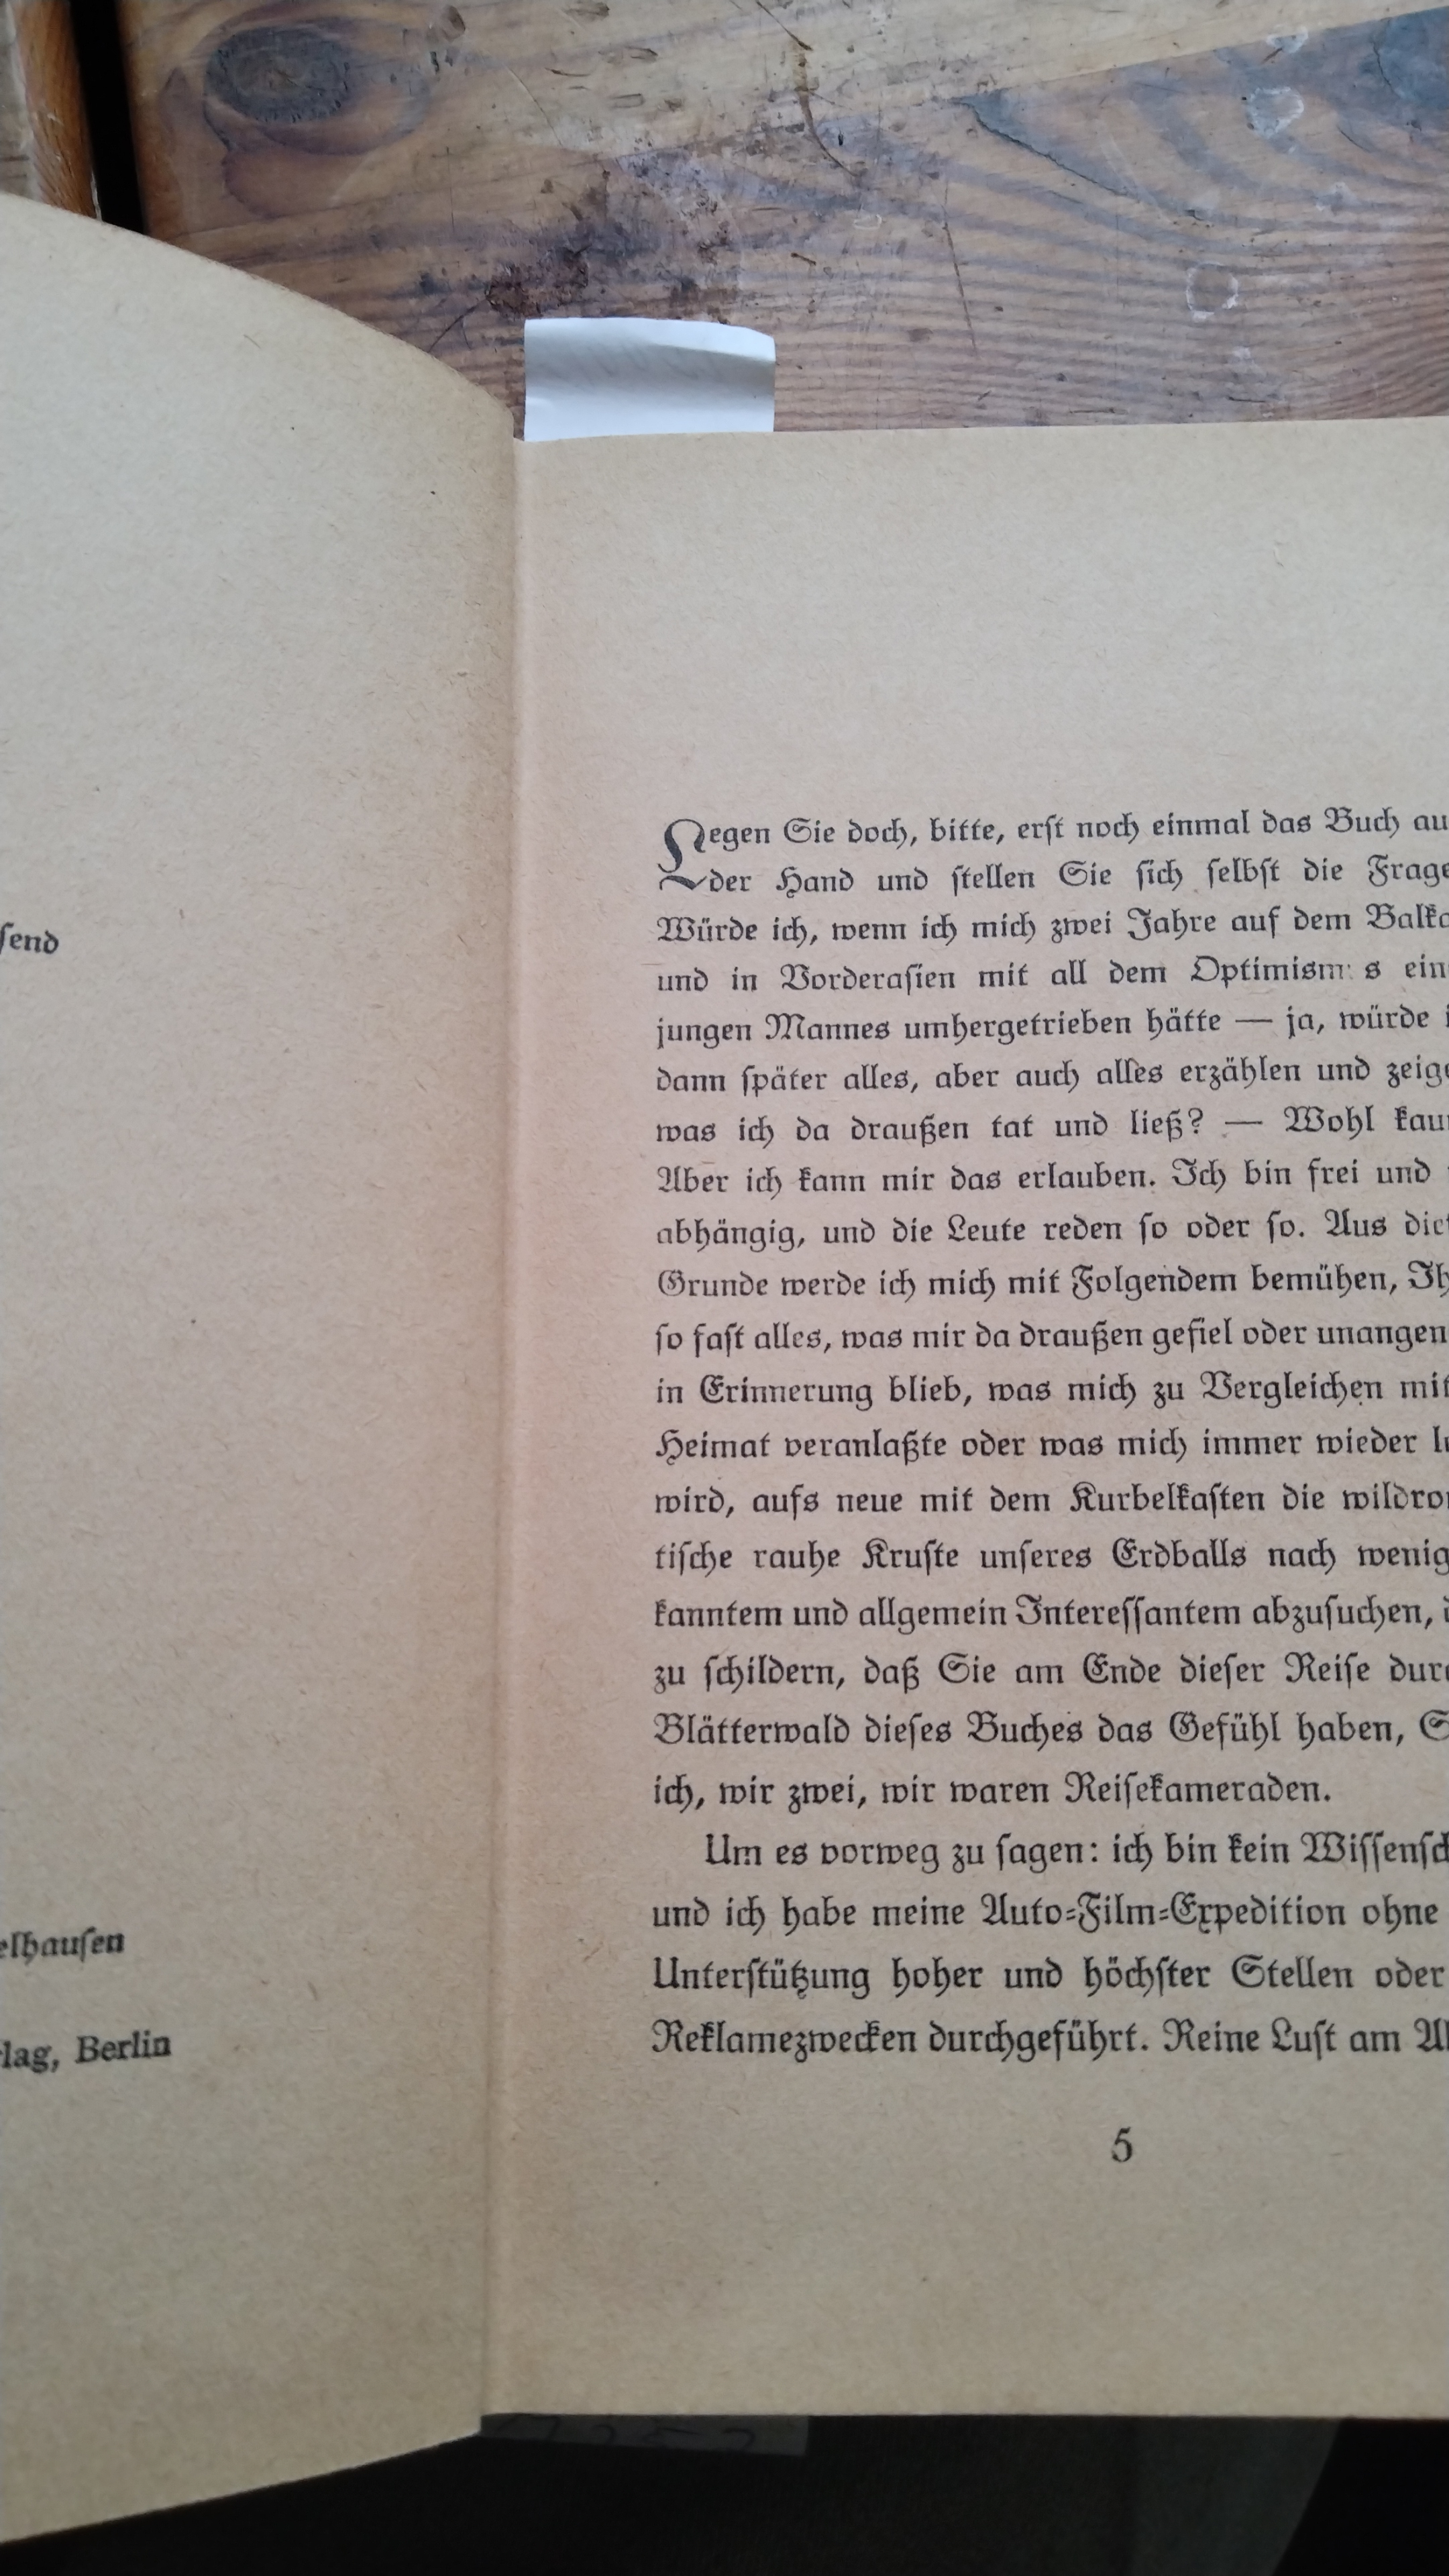 send
elhausen
lag, Berlin
Legen Sie doch, bitte, erst noch einmal das Buch au
der Hand und stellen Sie sich selbst die Frage
Würde ich, wenn ich mich zwei Jahre auf dem Balka
und in Vorderasien mit all dem Optimism s ein
jungen Mannes umhergetrieben hätte — ja, würde i
dann später alles, aber auch alles erzählen und zeige
was ich da draußen tat und ließ? — Wohl kaum
Aber ich kann mir das erlauben. Ich bin frei und
abhängig, und die Leute reden so oder so. Aus die
Grunde werde ich mich mit Folgendem bemühen, Ih
so fast alles, was mir da draußen gefiel oder unangen
in Erinnerung blieb, was mich zu Vergleichen mit
Heimat veranlaßte oder was mich immer wieder l
wird, aufs neue mit dem Kurbelkasten die wildro
tische rauhe Kruste unseres Erdballs nach wenig
kanntem und allgemein Interessantem abzusuchen,
zu schildern, daß Sie am Ende dieser Reise durc
Blätterwald dieses Buches das Gefühl haben, S
ich, wir zwei, wir waren Reisekameraden.
Um es vorweg zu sagen: ich bin kein Wissensch
und ich habe meine Auto-Film-Expedition ohne
Unterstützung hoher und höchster Stellen oder
Reklamezwecken durchgeführt. Reine Lust am Ab
5